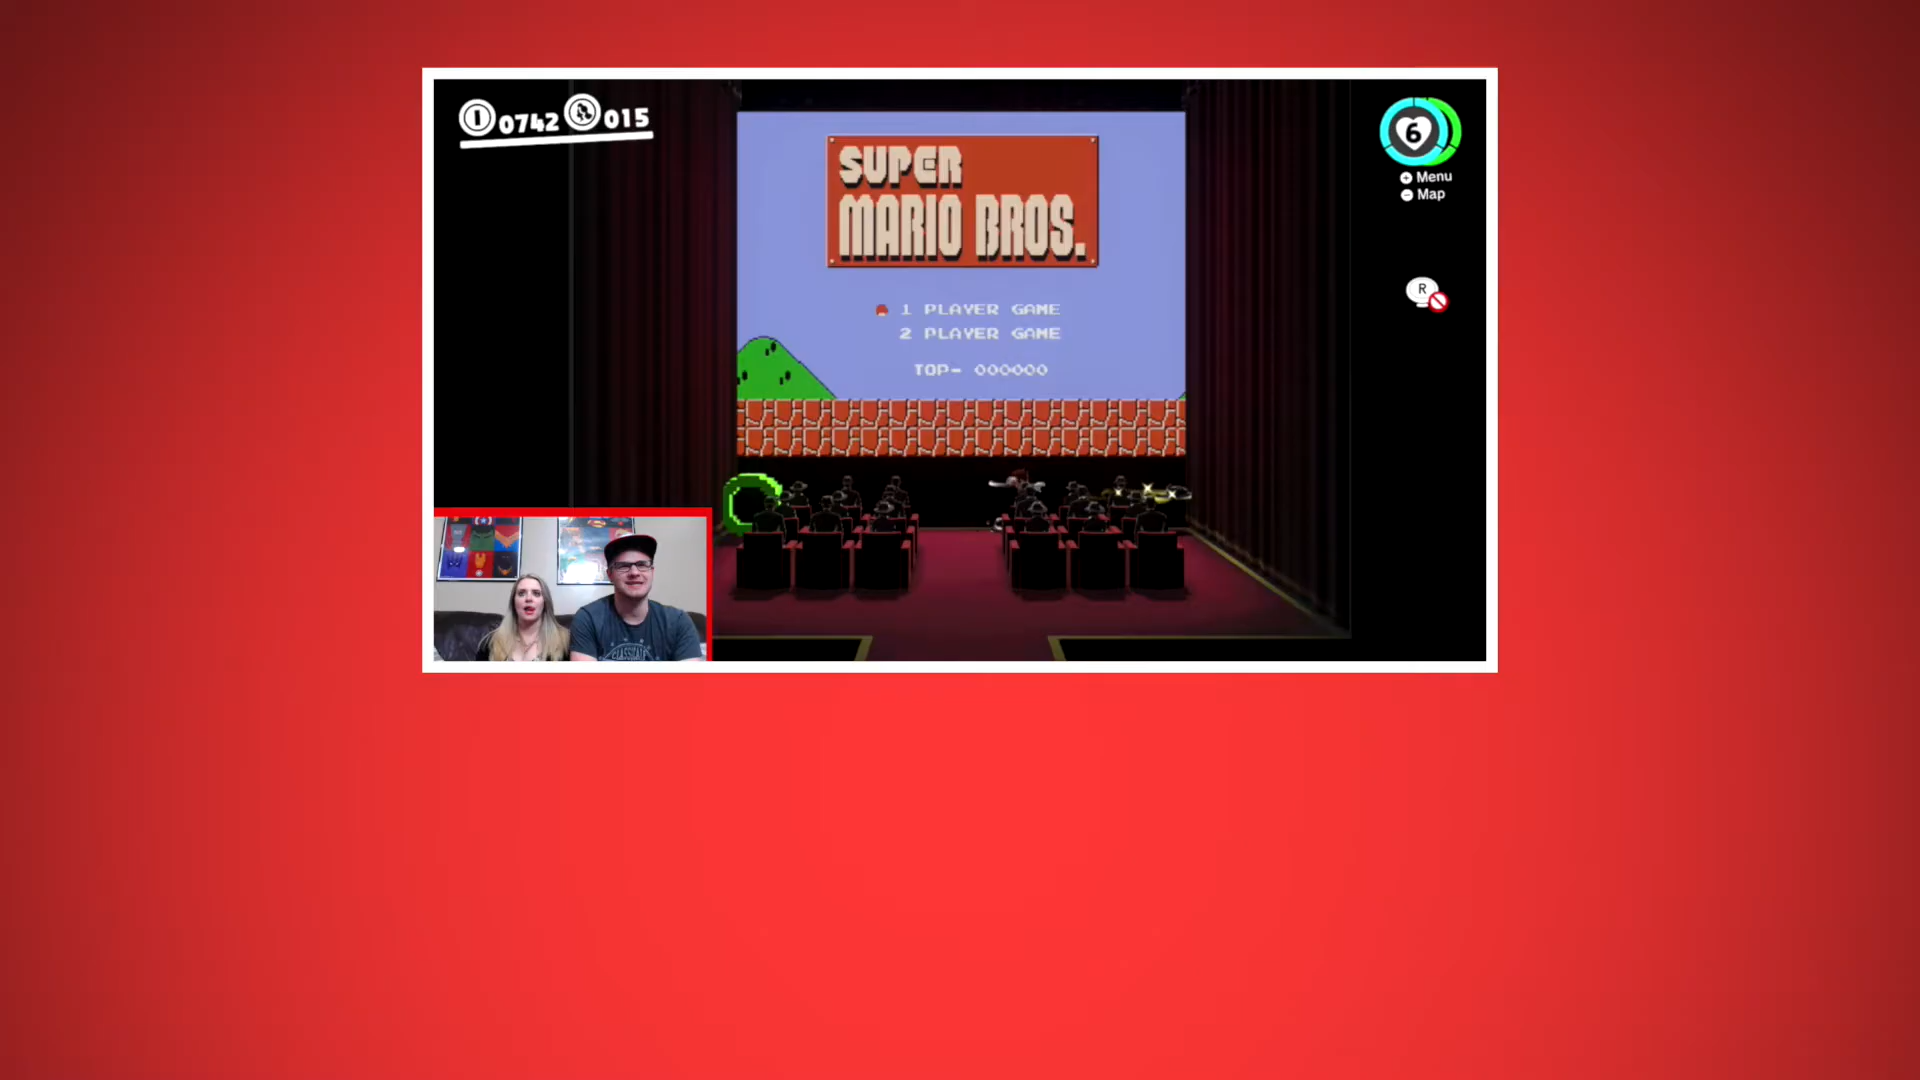 0742 015
6
Menu
Map
R
SUPER
MARIO BROS.
1 PLAYER GAME
2 PLAYER GAME
TOP- 000000